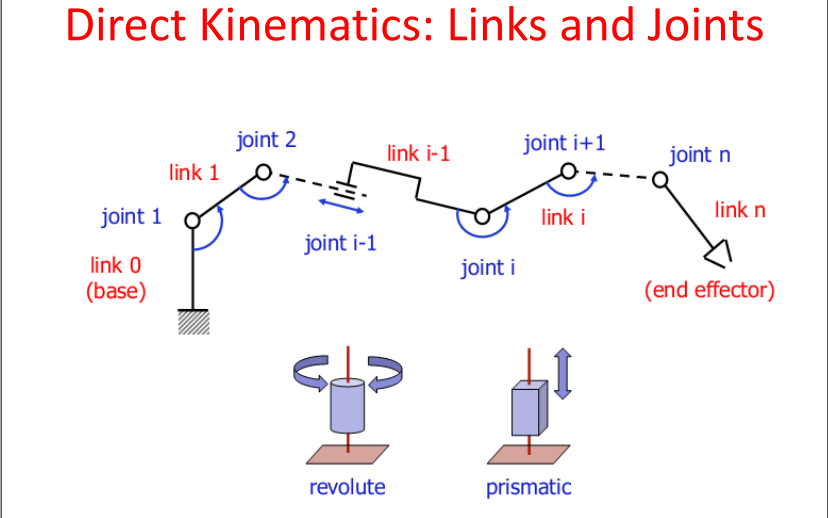 Direct Kinematics: Links and Joints
joint 2
link 1
link i-1
joint i+1
joint n
joint 1
link i
link n
joint i-1
link 0
(base)
joint i
(end effector)
revolute
prismatic